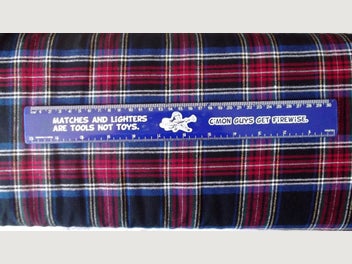 MATCHES AND LIGHTERS
ARE TOOLS NOT TOYS.
C'MON GUYS GET FIREWISE.